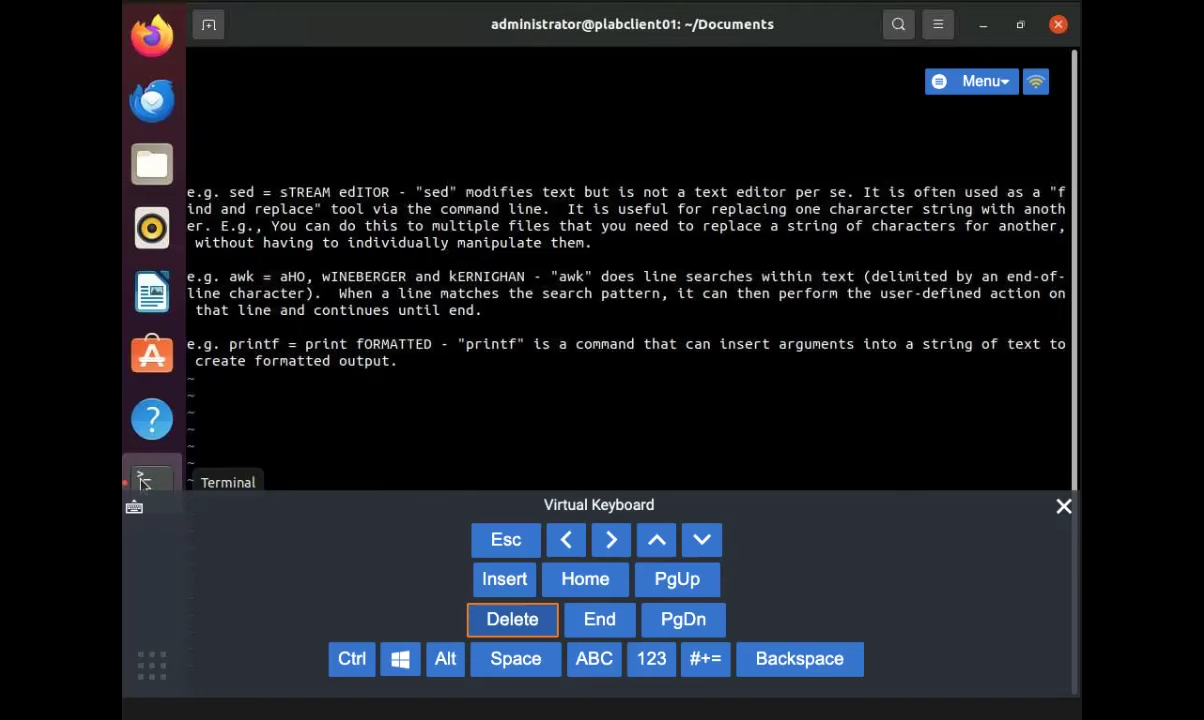 administrator@plabclient01: ~/Documents
Menu
e.g. sed = sTREAM edITOR - "sed" modifies text but is not a text editor per se. It is often used as a "f
ind and replace" tool via the command line.  It is useful for replacing one chararcter string with anoth
er. E.g., You can do this to multiple files that you need to replace a string of characters for another,
without having to individually manipulate them.
e.g. awk = aHO, wINEBERGER and kERNIGHAN - "awk" does line searches within text (delimited by an end-of-
line character).  When a line matches the search pattern, it can then perform the user-defined action on
that line and continues until end.
e.g. printf = print fORMATTED - "printf" is a command that can insert arguments into a string of text to
create formatted output.
~
~
~
~
~
~
~
Terminal
Virtual Keyboard
Esc
Insert Home PgUp
Delete End PgDn
Ctrl Alt Space ABC 123 #+= Backspace